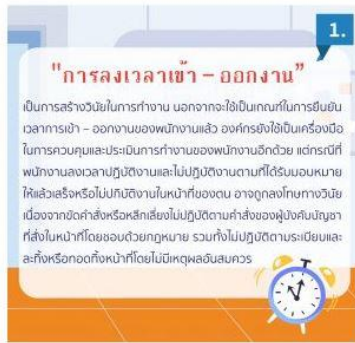 1.
"การลงเวลาเข้า – ออกงาน"
เป็นการสร้างวินัยในการทำงาน นอกจากจะใช้เป็นเกณฑ์ในการยืนยัน
เวลาการเข้า – ออกงานของพนักงานแล้ว องค์กรยังใช้เป็นเครื่องมือ
ในการควบคุมและประเมินการทำงานของพนักงานอีกด้วย แต่กรณีที่
พนักงานลงเวลาปฏิบัติงานและไม่ปฏิบัติงานตามที่ได้รับมอบหมาย
ให้แล้วเสร็จหรือไม่ปฏิบัติงานในหน้าที่ของตน อาจถูกลงโทษทางวินัย
เนื่องจากขัดคำสั่งหรือหลีกเลี่ยงไม่ปฏิบัติตามคำสั่งของผู้บังคับบัญชา
ที่สั่งในหน้าที่โดยชอบด้วยกฎหมาย รวมทั้งไม่ปฏิบัติตามระเบียบและ
ละทิ้งหรือทอดทิ้งหน้าที่โดยไม่มีเหตุผลอันสมควร